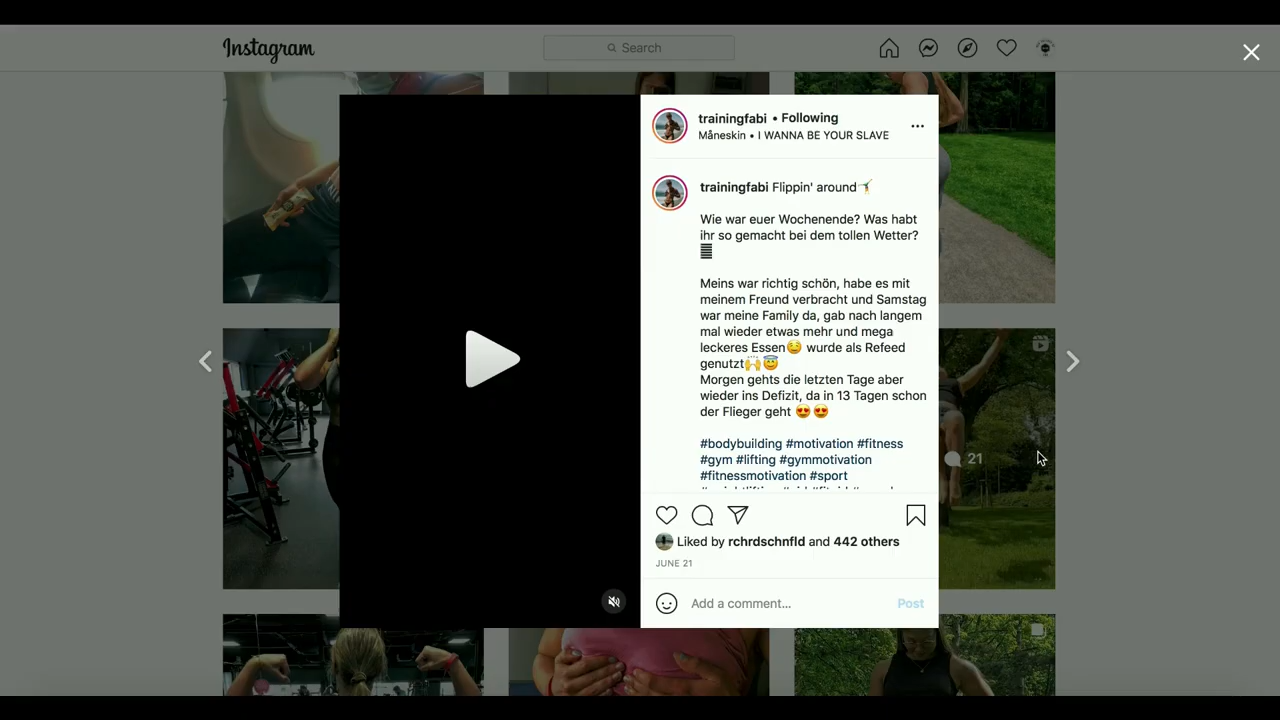 Instagram
Search
trainingfabi • Following
Måneskin • I WANNA BE YOUR SLAVE
trainingfabi Flippin' around🤸
Wie war euer Wochenende? Was habt
ihr so gemacht bei dem tollen Wetter?
Meins war richtig schön, habe es mit
meinem Freund verbracht und Samstag
war meine Family da, gab nach langem
mal wieder etwas mehr und mega
leckeres Essen😋 wurde als Refeed
genutzt🙌😇
Morgen gehts die letzten Tage aber
wieder ins Defizit, da in 13 Tagen schon
der Flieger geht 😍😍
#bodybuilding #motivation #fitness
#gym #lifting #gymmotivation
#fitnessmotivation #sport
21
Liked by rchrdschnfld and 442 others
JUNE 21
Add a comment...
Post